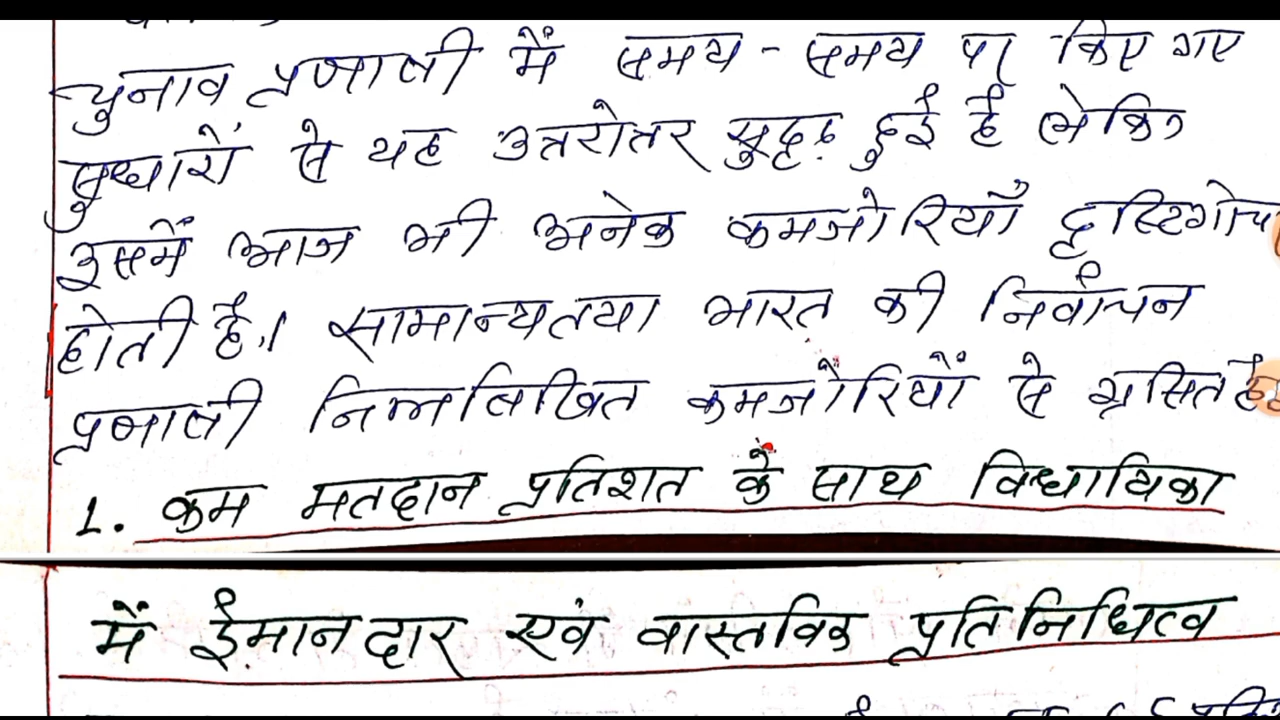 चुनाव प्रणाली में समय - समय पर किए गए
सुधारों से यह उत्तरोतर सुदृढ़ हुई है लेकिन
इसमें आज भी अनेक कमजोरियाँ
होती है। सामान्यतया भारत की निर्वाचन
प्रणाली निम्नलिखित कमजोरियों से ग्रसित है
1. कम मतदान प्रतिशत के साथ विधायिका
में ईमानदार एवं वास्तविक प्रतिनिधित्व